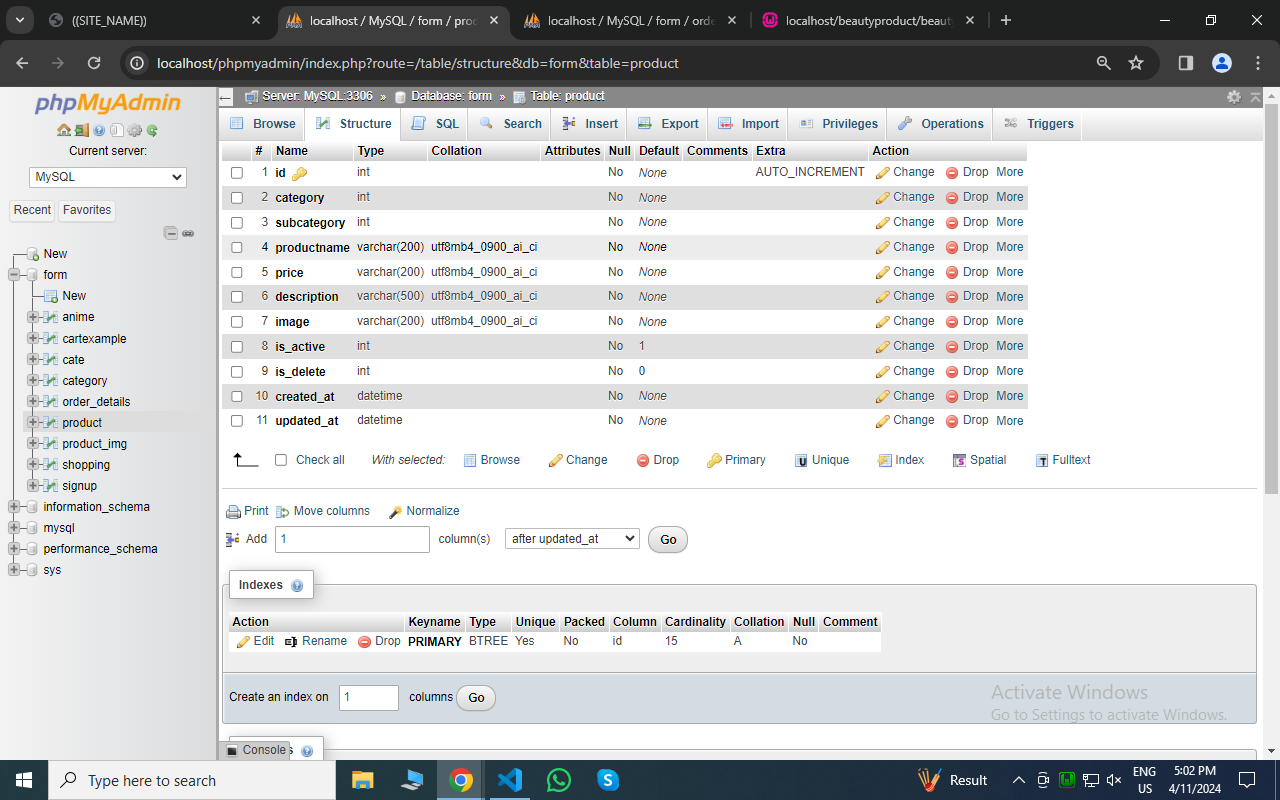 ((SITE_NAME))
localhost / MySQL / form / prod
localhost / MySQL / form / orde
localhost/beautyproduct/beaut
localhost/phpmyadmin/index.php?route=/table/structure&db=form&table=product
phpMyAdmin
Current server:
MySQL
Recent Favorites
New
form
New
anime
cartexample
cate
category
order_details
product
product_img
shopping
signup
information_schema
mysql
performance_schema
sys
Server: MySQL:3306 » Database: form » Table: product
Browse Structure SQL Search Insert Export Import Privileges Operations Triggers
# Name Type Collation Attributes Null Default Comments Extra Action
1 id int No None AUTO_INCREMENT Change Drop More
2 category int No None Change Drop More
3 subcategory int No None Change Drop More
4 productname varchar(200) utf8mb4_0900_ai_ci No None Change Drop More
5 price varchar(200) utf8mb4_0900_ai_ci No None Change Drop More
6 description varchar(500) utf8mb4_0900_ai_ci No None Change Drop More
7 image varchar(200) utf8mb4_0900_ai_ci No None Change Drop More
8 is_active int No 1 Change Drop More
9 is_delete int No 0 Change Drop More
10 created_at datetime No None Change Drop More
11 updated_at datetime No None Change Drop More
Check all With selected: Browse Change Drop Primary Unique Index Spatial Fulltext
Print Move columns Normalize
Add 1 column(s) after updated_at Go
Indexes
Action Keyname Type Unique Packed Column Cardinality Collation Null Comment
Edit Rename Drop PRIMARY BTREE Yes No id 15 A No
Create an index on 1 columns Go
Activate Windows
Go to Settings to activate Windows.
Console
Type here to search
Result
ENG
US
5:02 PM
4/11/2024